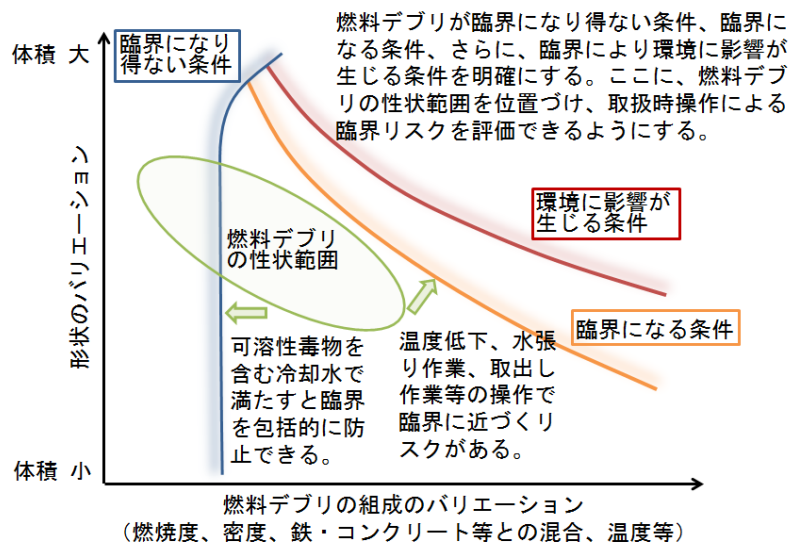 体積 大
臨界になり
得ない条件
燃料デブリが臨界になり得ない条件、臨界に
なる条件、さらに、臨界により環境に影響が
生じる条件を明確にする。ここに、燃料デブ
リの性状範囲を位置づけ、取扱時操作による
臨界リスクを評価できるようにする。
形状のバリエーション
環境に影響が
生じる条件
燃料デブリ
の性状範囲
臨界になる条件
可溶性毒物を
含む冷却水で
満たすと臨界
を包括的に防
止できる。
温度低下、水張
り作業、取出し
作業等の操作で
臨界に近づくリ
スクがある。
体積 小
燃料デブリの組成のバリエーション
（燃焼度、密度、鉄・コンクリート等との混合、温度等）